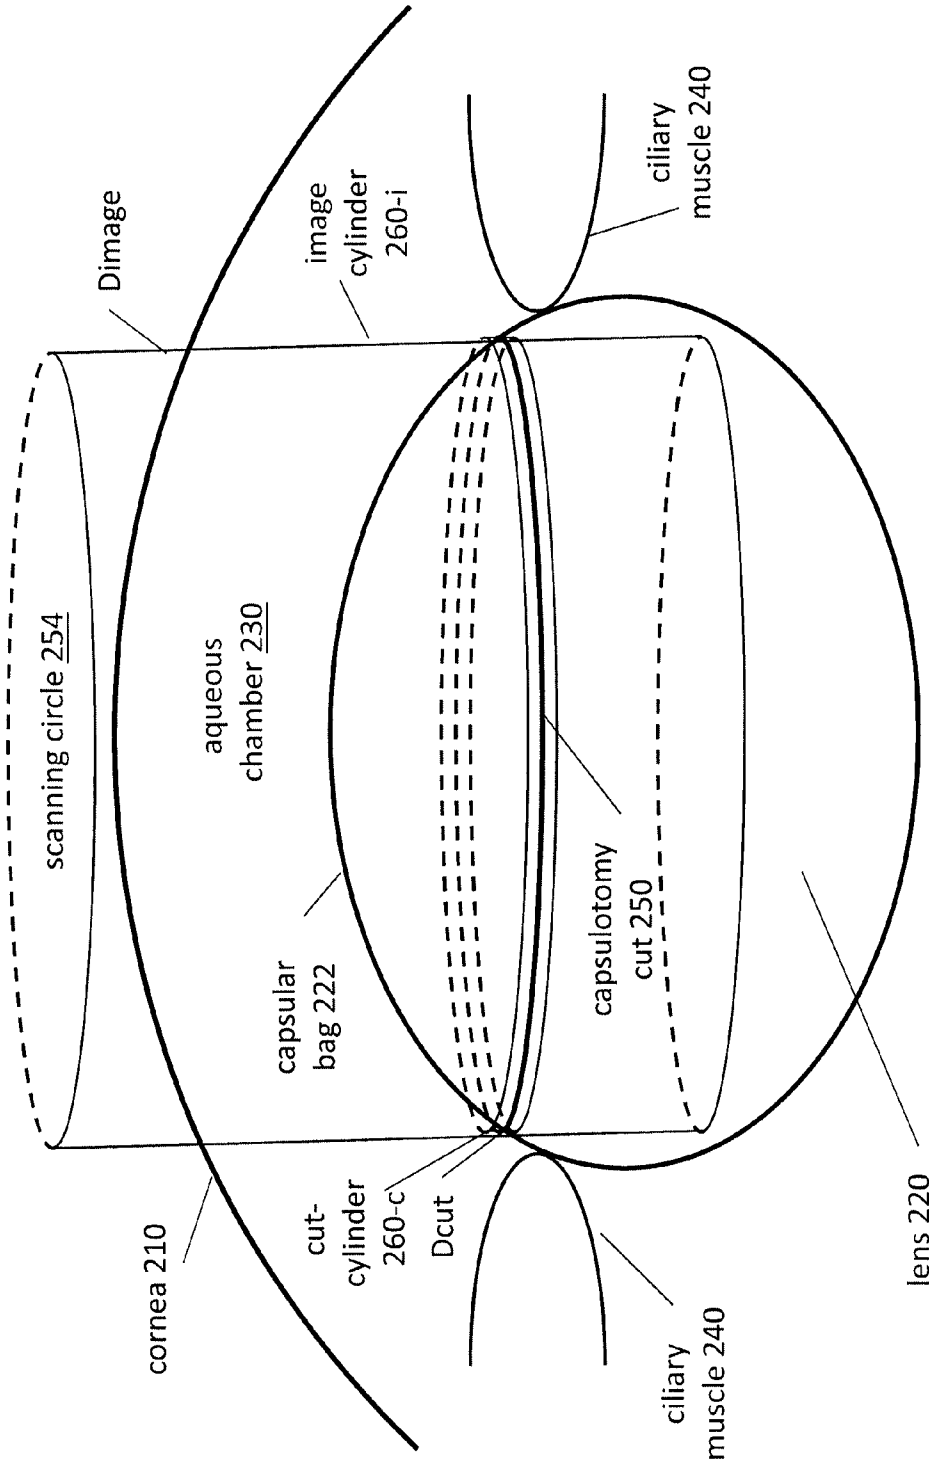 scanning circle 254
Dimage
aqueous
chamber 230
image
cylinder
260-i
capsular
bag 222
cornea 210
cut-
cylinder
260-c
Dcut
capsulotomy
cut 250
ciliary
muscle 240
ciliary
muscle 240
lens 220